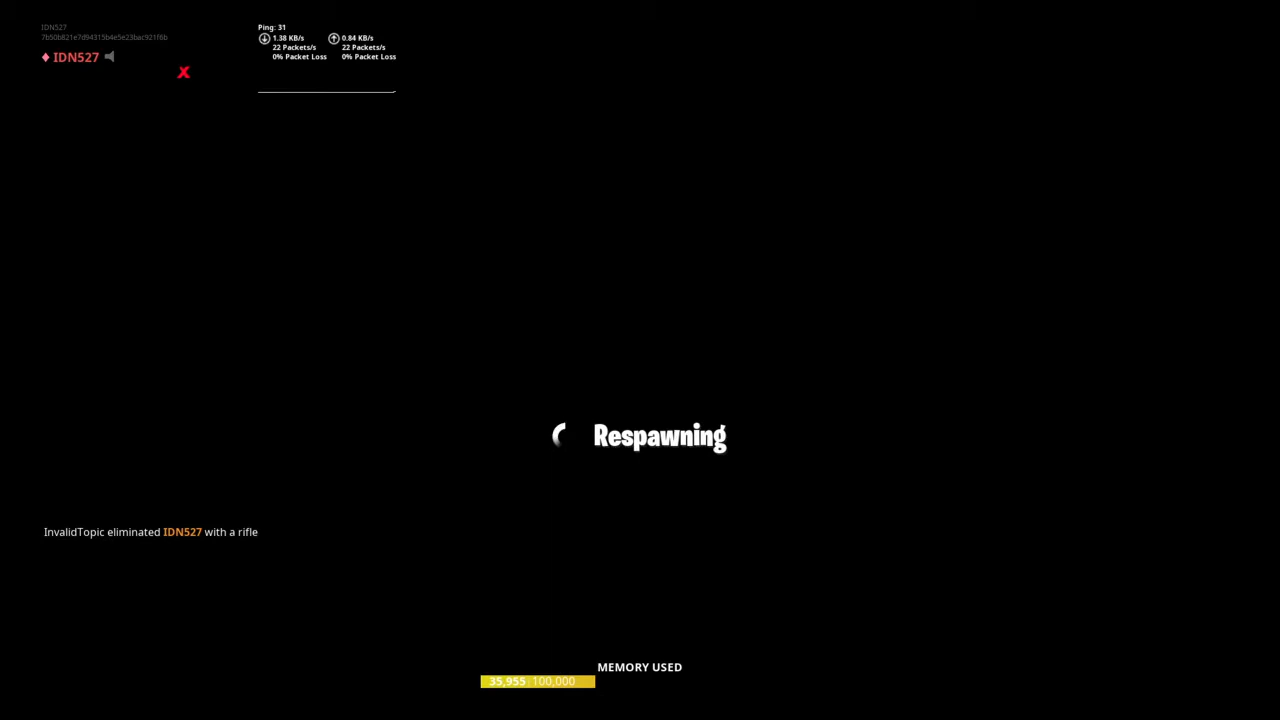 IDN527
7b50b821e7d94315b4e5e23bac921f6b
IDN527
X
Ping: 31
1.38 KB/s
22 Packets/s
0% Packet Loss
0.84 KB/s
22 Packets/s
0% Packet Loss
Respawning
InvalidTopic eliminated IDN527 with a rifle
MEMORY USED
35,955 | 100,000